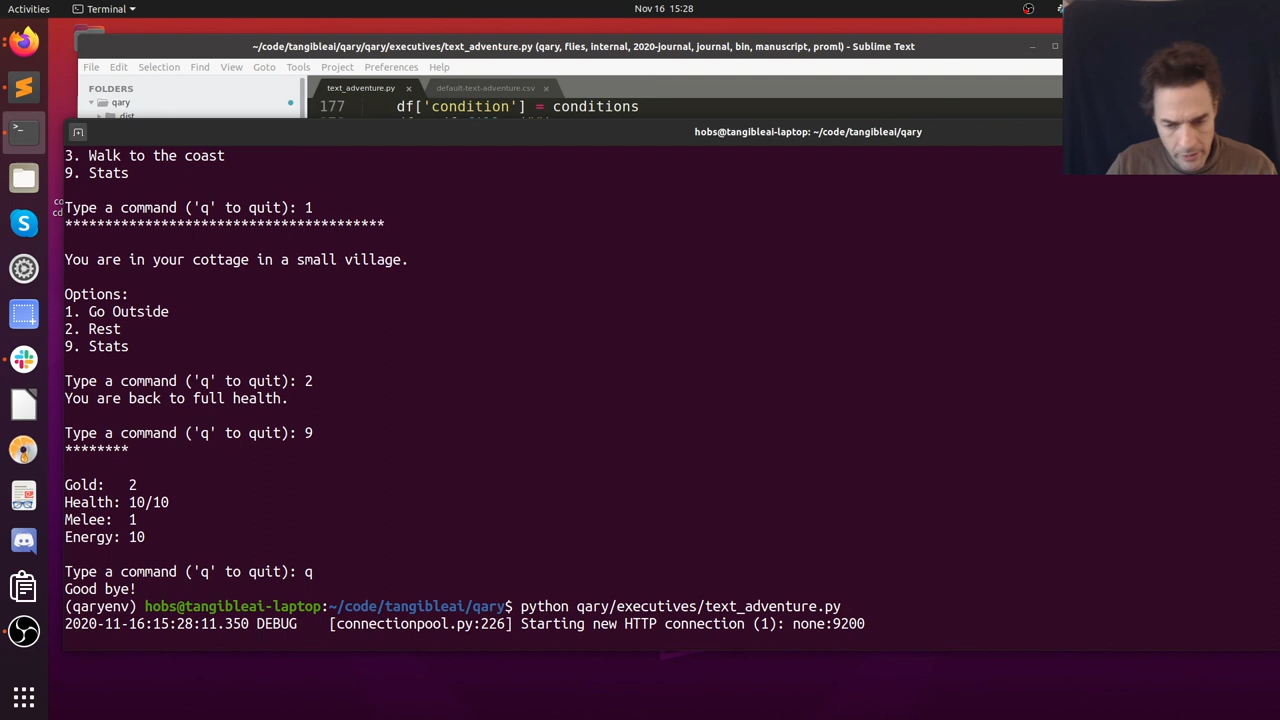 Activities
Terminal
Nov 16 15:28
~/code/tangibleai/qary/qary/executives/text_adventure.py (qary, flies, internal, 2020-journal, journal, bin, manuscript, proml) - Sublime Text
File Edit Selection Find View Goto Tools Project Preferences Help
FOLDERS
qary
dist
text_adventure.py
default-text-adventure.csv
177 df['condition'] = conditions
hobs@tangibleai-laptop: ~/code/tangibleai/qary
3. Walk to the coast
9. Stats
Type a command ('q' to quit): 1
****************************************
You are in your cottage in a small village.
Options:
1. Go Outside
2. Rest
9. Stats
Type a command ('q' to quit): 2
You are back to full health.
Type a command ('q' to quit): 9
********
Gold: 2
Health: 10/10
Melee: 1
Energy: 10
Type a command ('q' to quit): q
Good bye!
(qaryenv) hobs@tangibleai-laptop:~/code/tangibleai/qary$ python qary/executives/text_adventure.py
2020-11-16:15:28:11.350 DEBUG [connectionpool.py:226] Starting new HTTP connection (1): none:9200